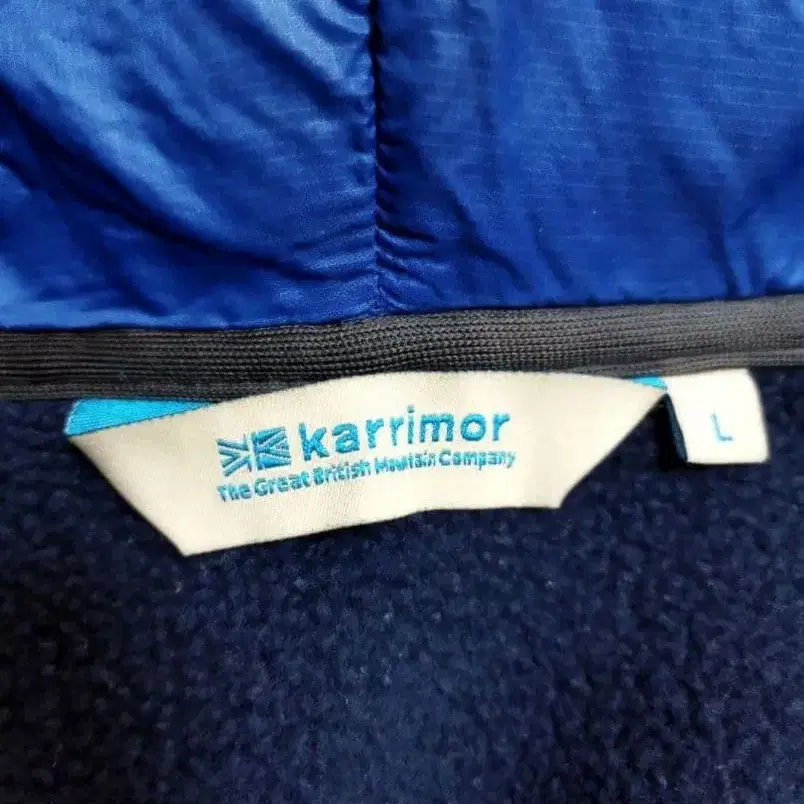 karrimor
The Great British Mountain Company
L